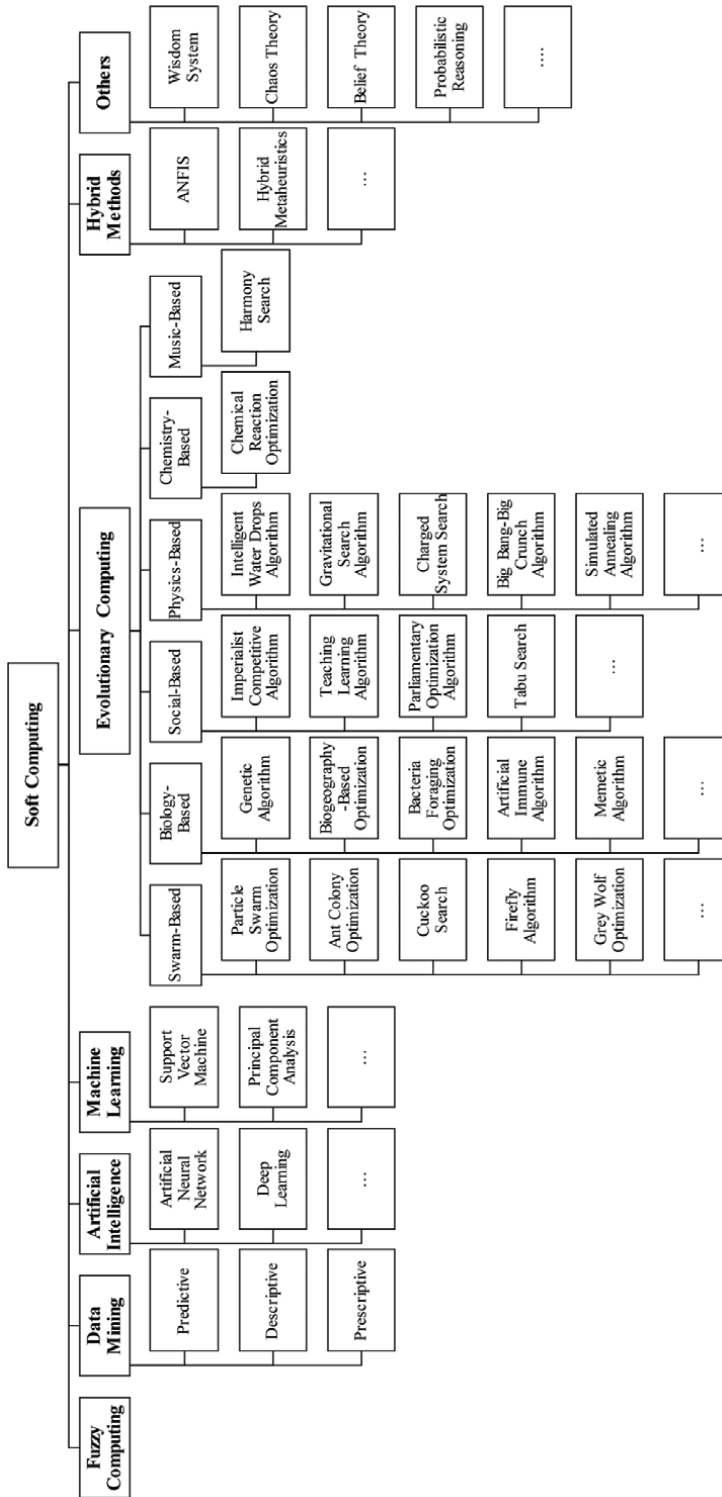 Soft Computing
Fuzzy
Computing
Data
Mining
Predictive
Descriptive
Prescriptive
Artificial
Intelligence
Artificial
Neural
Network
Deep
Learning
…
Machine
Learning
Support
Vector
Machine
Principal
Component
Analysis
…
Evolutionary Computing
Swarm-Based
Particle
Swarm
Optimization
Ant Colony
Optimization
Cuckoo
Search
Firefly
Algorithm
Grey Wolf
Optimization
…
Biology-
Based
Genetic
Algorithm
Biogeography
-Based
Optimization
Bacteria
Foraging
Optimization
Artificial
Immune
Algorithm
Memetic
Algorithm
…
Social-Based
Imperialist
Competitive
Algorithm
Teaching
Learning
Algorithm
Parliamentary
Optimization
Algorithm
Tabu Search
…
Physics-Based
Intelligent
Water Drops
Algorithm
Gravitational
Search
Algorithm
Charged
System Search
Big Bang-Big
Crunch
Algorithm
Simulated
Annealing
Algorithm
…
Chemistry-
Based
Chemical
Reaction
Optimization
Music-Based
Harmony
Search
Hybrid
Methods
ANFIS
Hybrid
Metaheuristics
…
Others
Wisdom
System
Chaos Theory
Belief Theory
Probabilistic
Reasoning
….